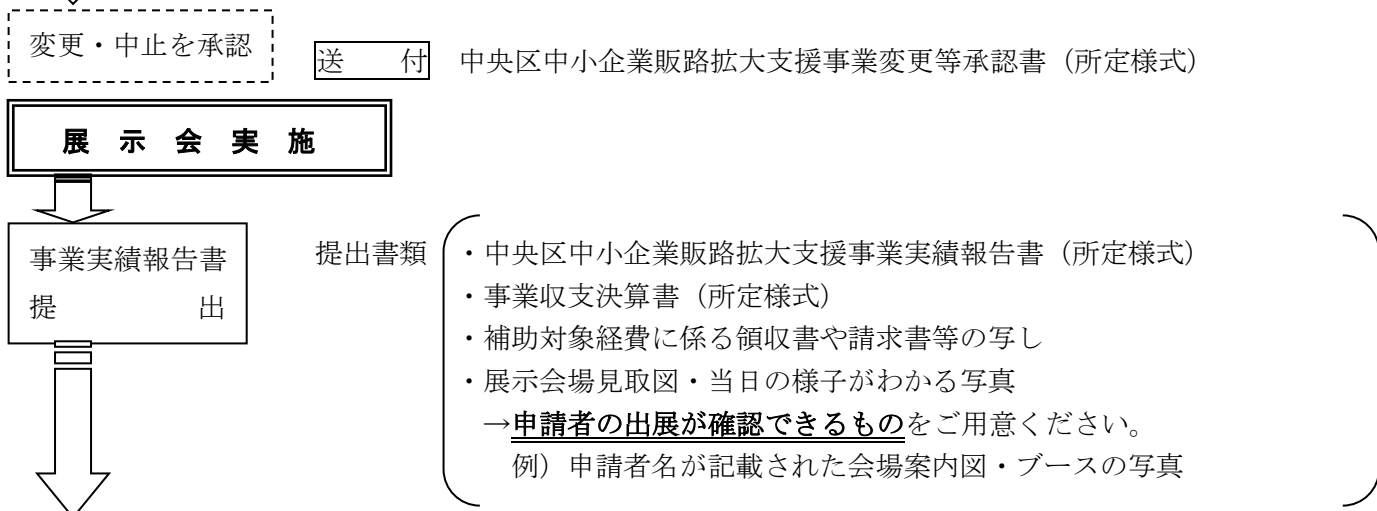 変更・中止を承認
送　　付　中央区中小企業販路拡大支援事業変更等承認書（所定様式）
展 示 会 実 施
事業実績報告書
提　　　　　出
提出書類
・中央区中小企業販路拡大支援事業実績報告書（所定様式）
・事業収支決算書（所定様式）
・補助対象経費に係る領収書や請求書等の写し
・展示会場見取図・当日の様子がわかる写真
→申請者の出展が確認できるものをご用意ください。
例）申請者名が記載された会場案内図・ブースの写真